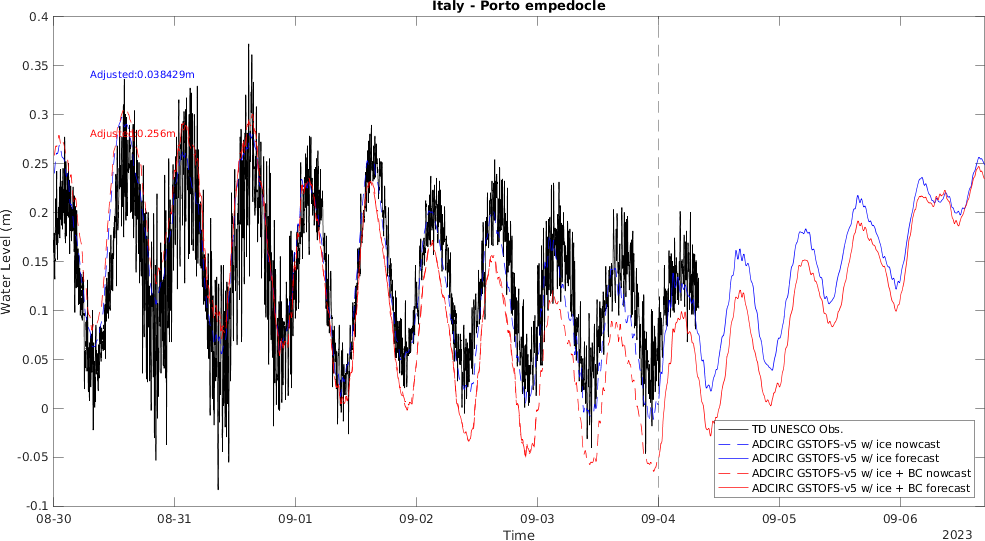 Italy - Porto empedocle
0.4
0.35
0.3
0.25
0.2
0.15
0.1
0.05
0
-0.05
-0.1
Water Level (m)
Adjusted:0.038429m
Adjusted:0.256m
TD UNESCO Obs.
ADCIRC GSTOFS-v5 w/ ice nowcast
ADCIRC GSTOFS-v5 w/ ice forecast
ADCIRC GSTOFS-v5 w/ ice + BC nowcast
ADCIRC GSTOFS-v5 w/ ice + BC forecast
08-30 08-31 09-01 09-02 09-03 09-04 09-05 09-06
Time
2023